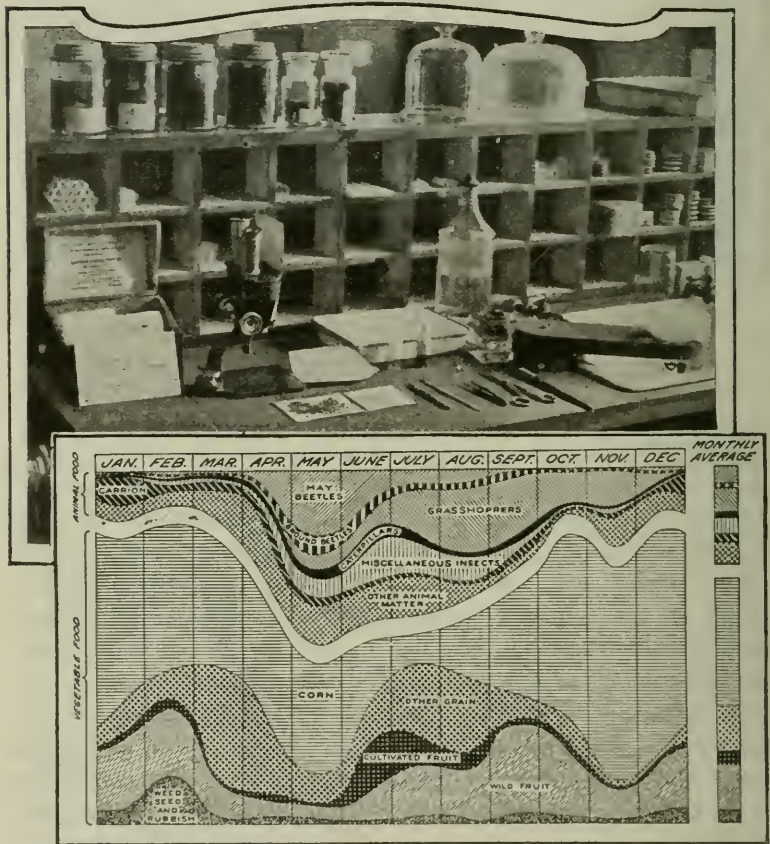 JAN. FEB. MAR. APR. MAY JUNE JULY AUG. SEPT. OCT. NOV. DEC
MONTHLY
AVERAGE
ANIMAL FOOD
CARRION
MAY
BEETLES
GROUND BEETLES
GRASSHOPPERS
CATERPILLARS
MISCELLANEOUS INSECTS
OTHER ANIMAL
MATTER
VEGETABLE FOOD
CORN
OTHER GRAIN
CULTIVATED FRUIT
WILD FRUIT
WEED
SEEDS
AND
RUBBISH